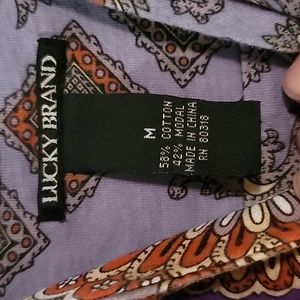 LUCKY BRAND
M
58% COTTON
42% MODAL
MADE IN CHINA
RN 80318